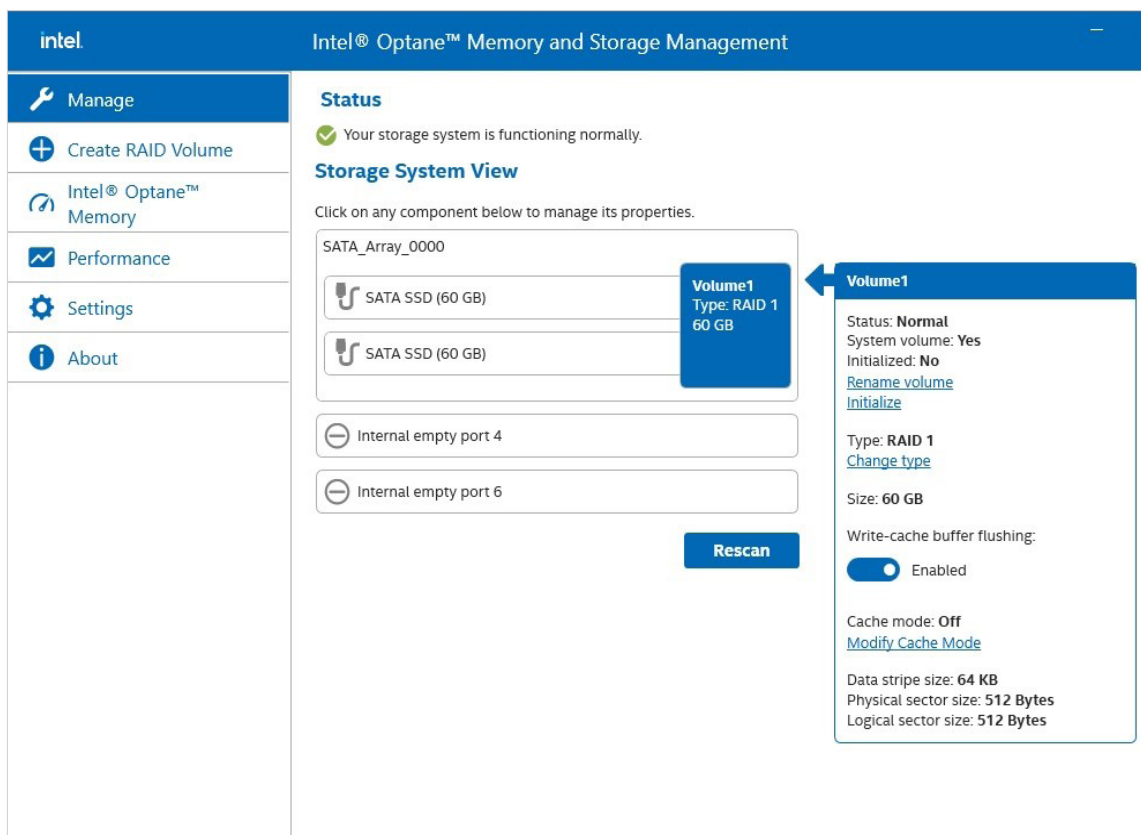 intel.
Intel® Optane™ Memory and Storage Management
Manage
Create RAID Volume
Intel® Optane™
Memory
Performance
Settings
About
Status
Your storage system is functioning normally.
Storage System View
Click on any component below to manage its properties.
SATA_Array_0000
SATA SSD (60 GB)
SATA SSD (60 GB)
Volume1
Type: RAID 1
60 GB
Internal empty port 4
Internal empty port 6
Rescan
Volume1
Status: Normal
System volume: Yes
Initialized: No
Rename volume
Initialize
Type: RAID 1
Change type
Size: 60 GB
Write-cache buffer flushing:
Enabled
Cache mode: Off
Modify Cache Mode
Data stripe size: 64 KB
Physical sector size: 512 Bytes
Logical sector size: 512 Bytes